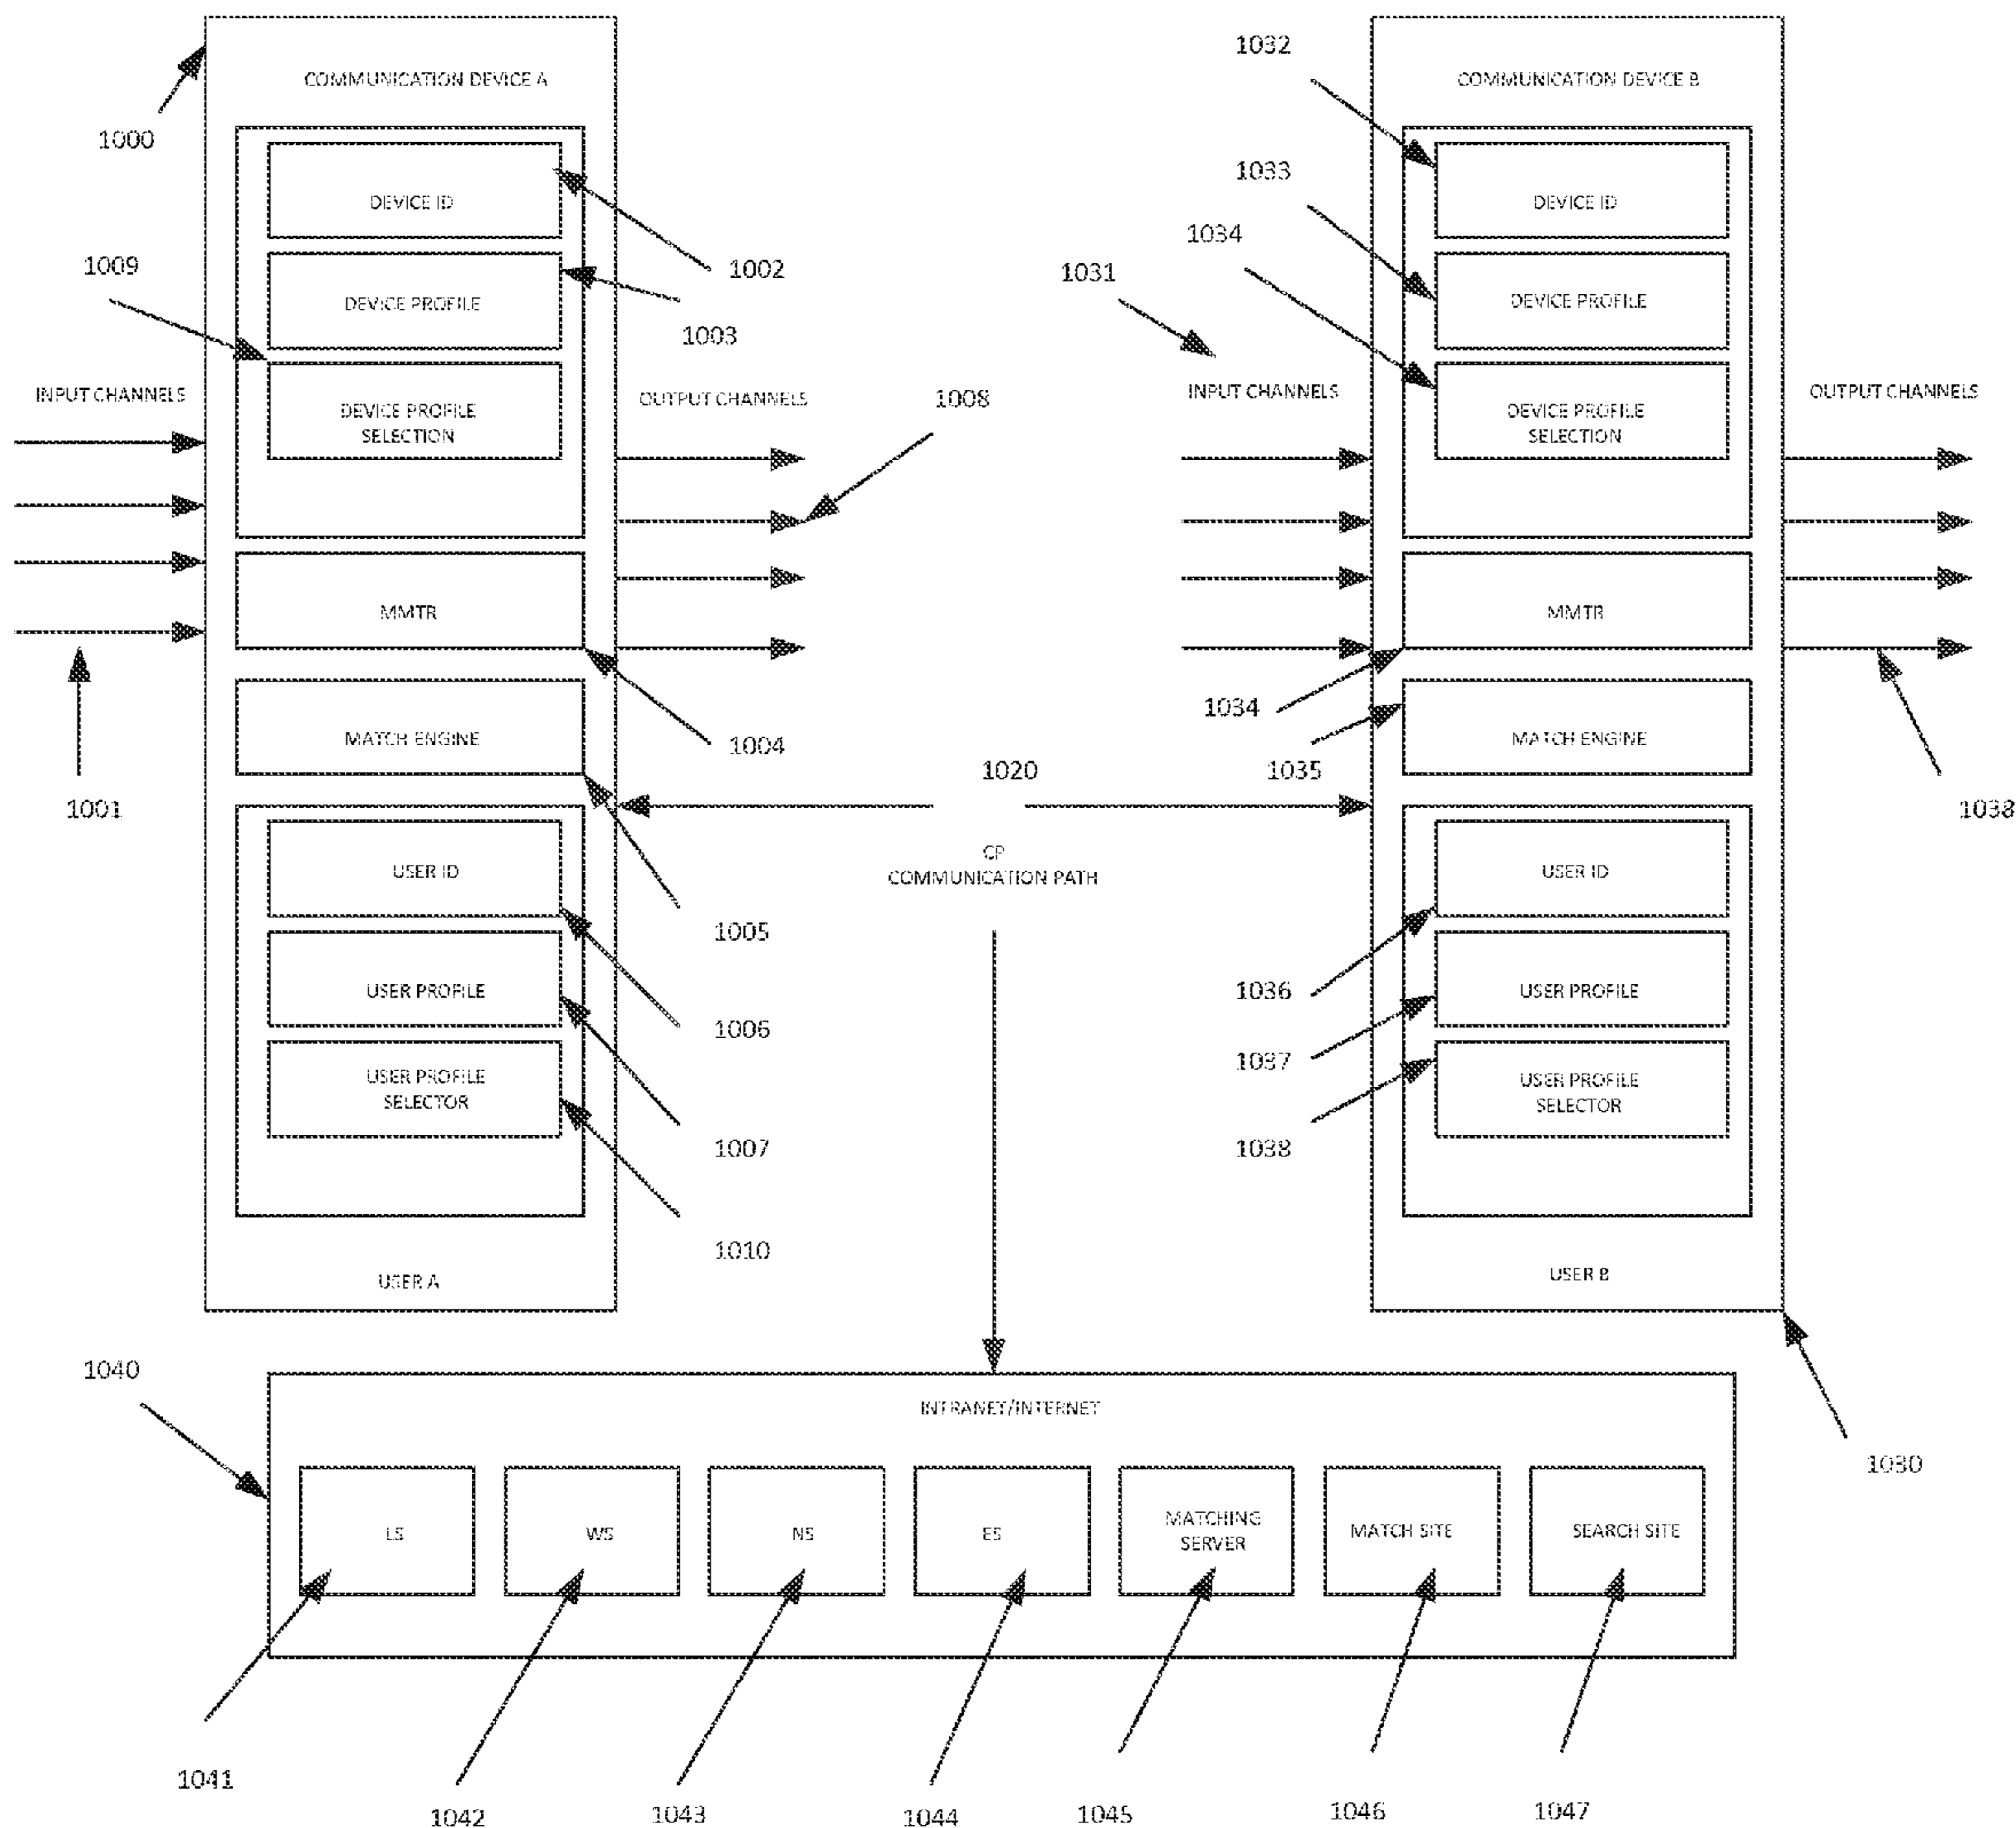 COMMUNICATION DEVICE A
1000
DEVICE ID
1002
DEVICE PROFILE
1003
1009
DEVICE PROFILE
SELECTION
INPUT CHANNELS
OUTPUT CHANNELS
1008
MMTR
1004
1001
MATCH ENGINE
1005
USER ID
1006
USER PROFILE
1007
USER PROFILE
SELECTOR
1010
USER A
1020
CP
COMMUNICATION PATH
COMMUNICATION DEVICE B
1032
DEVICE ID
1033
DEVICE PROFILE
1034
DEVICE PROFILE
SELECTION
1031
INPUT CHANNELS
OUTPUT CHANNELS
MMTR
1034
MATCH ENGINE
1035
1038
USER ID
1036
USER PROFILE
1037
USER PROFILE
SELECTOR
1038
USER B
1030
1040
INTRANET/INTERNET
LS
WS
NS
ES
MATCHING
SERVER
MATCH SITE
SEARCH SITE
1041
1042
1043
1044
1045
1046
1047